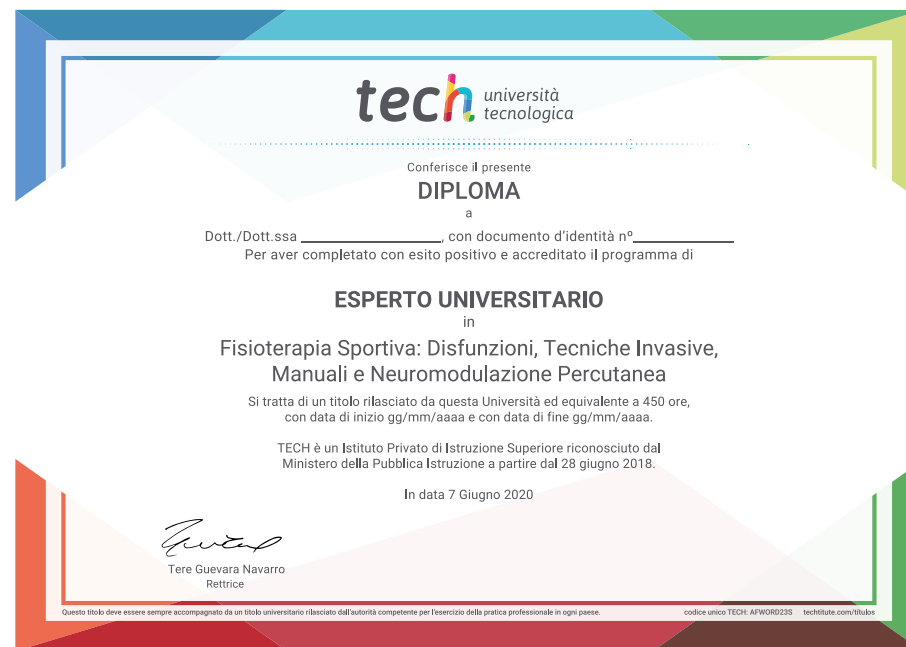 tech università
tecnologica
Conferisce il presente
DIPLOMA
a
Dott./Dott.ssa ____________________, con documento d'identità nº______________
Per aver completato con esito positivo e accreditato il programma di
ESPERTO UNIVERSITARIO
in
Fisioterapia Sportiva: Disfunzioni, Tecniche Invasive,
Manuali e Neuromodulazione Percutanea
Si tratta di un titolo rilasciato da questa Università ed equivalente a 450 ore,
con data di inizio gg/mm/aaaa e con data di fine gg/mm/aaaa.
TECH è un Istituto Privato di Istruzione Superiore riconosciuto dal
Ministero della Pubblica Istruzione a partire dal 28 giugno 2018.
In data 7 Giugno 2020
Tere Guevara Navarro
Rettrice
Questo titolo deve essere sempre accompagnato da un titolo universitario rilasciato dall'autorità competente per l'esercizio della pratica professionale in ogni paese. codice unico TECH: AFWORD23S techtitute.com/títulos